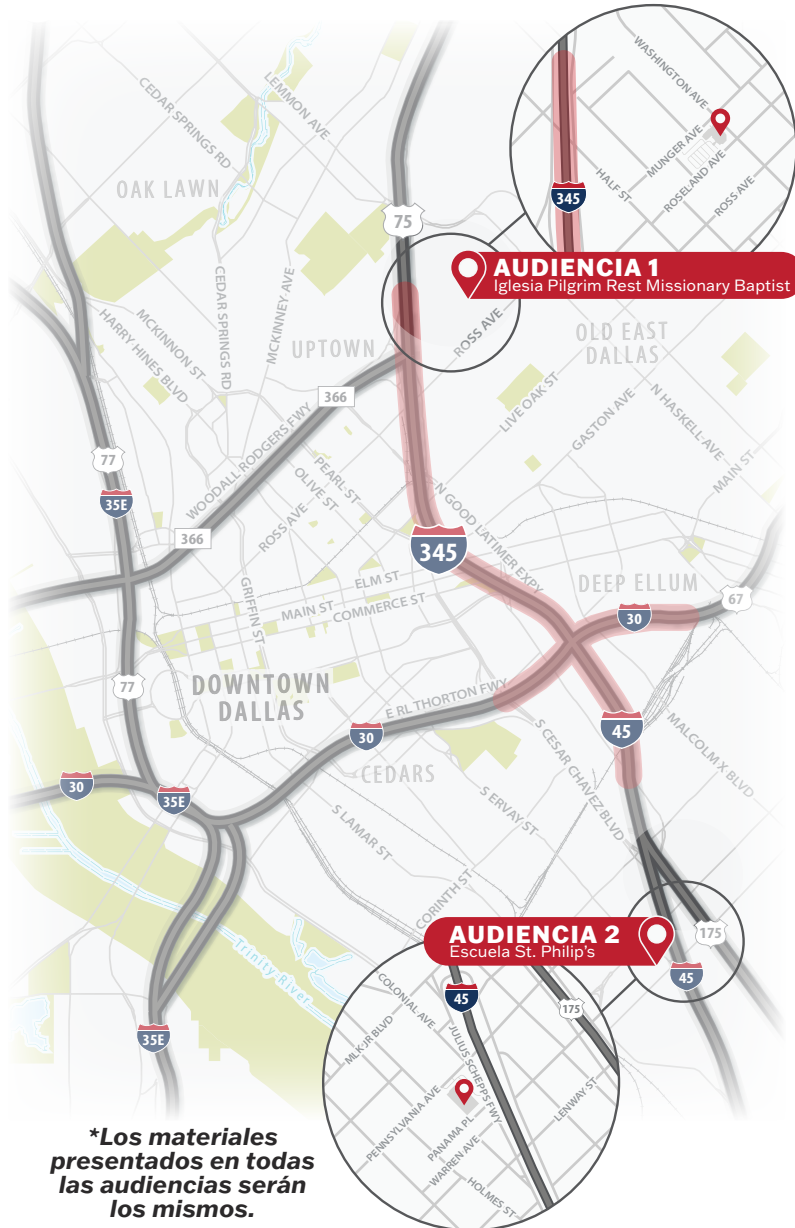 WASHINGTON AVE
MUNGER AVE
HALF ST
ROSELAND AVE
ROSS AVE
345
CEDAR SPRINGS RD
LEMMON AVE
OAK LAWN
75
AUDIENCIA 1
Iglesia Pilgrim Rest Missionary Baptist
CEDAR SPRINGS RD
MCKINNEY AVE
MCKINNON ST
HARRY HINES BLVD
UPTOWN
ROSS AVE
OLD EAST
DALLAS
366
LIVE OAK ST
GASTON AVE
N HASKELL AVE
MAIN ST
77
35E
WOODALL RODGERS FWY
PEARL ST
OLIVE ST
ROSS AVE
366
N GOOD LATIMER EXPY
345
GRIFFIN ST
ELM ST
MAIN ST
COMMERCE ST
DEEP ELLUM
30
67
77
DOWNTOWN
DALLAS
E RL THORTON FWY
30
CEDARS
45
S CESAR CHAVEZ BLVD
MALCOLM X BLVD
30
35E
S LAMAR ST
S ERVAY ST
CORINTH ST
AUDIENCIA 2
Escuela St. Philip's
175
45
Trinity River
35E
45
175
COLONIAL AVE
MLK JR BLVD
JULIUS SCHEPPS FWY
PENNSYLVANIA AVE
PANAMA PL
WARREN AVE
LENWAY ST
HOLMES ST
*Los materiales
presentados en todas
las audiencias serán
los mismos.